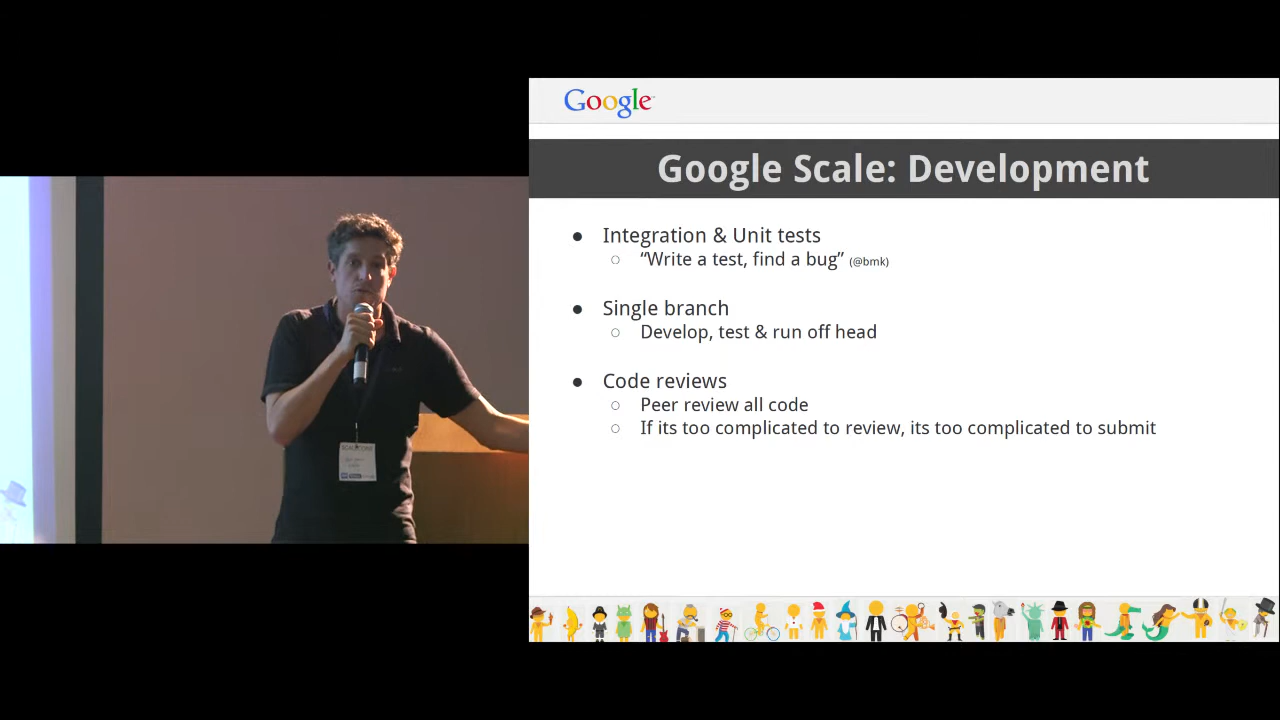 Google
Google Scale: Development
● Integration & Unit tests
○ “Write a test, find a bug” (@bmk)
● Single branch
○ Develop, test & run off head
● Code reviews
○ Peer review all code
○ If its too complicated to review, its too complicated to submit